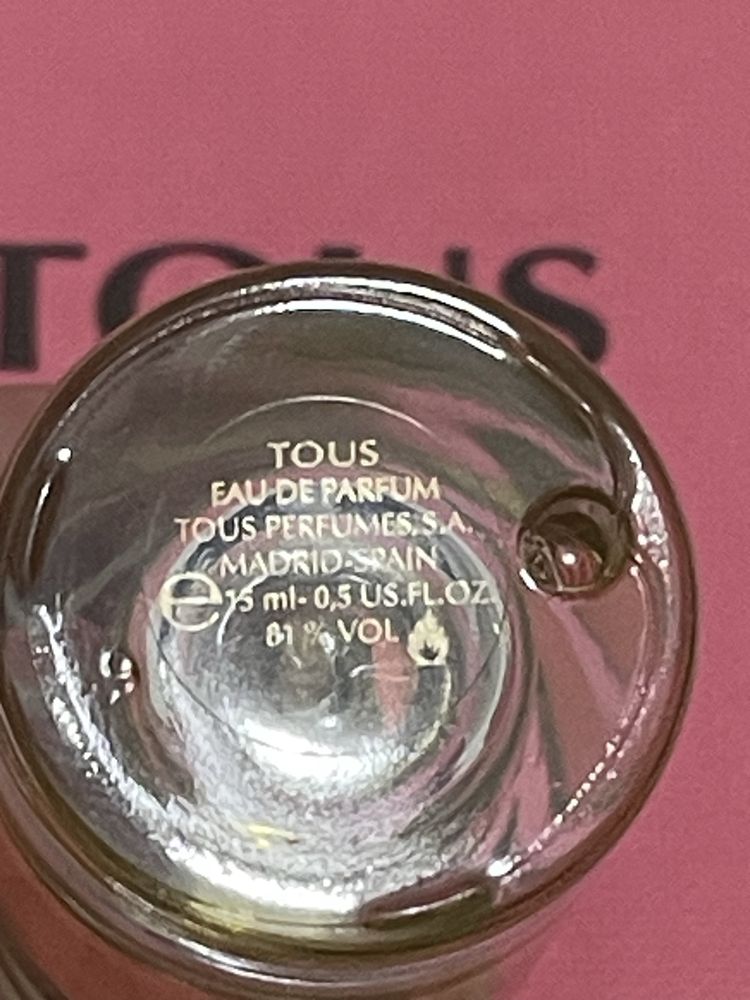 TOUS
TOUS
EAU DE PARFUM
TOUS PERFUMES, S.A.
MADRID-SPAIN
e 15 ml- 0,5 US.FL.OZ.
81 % VOL